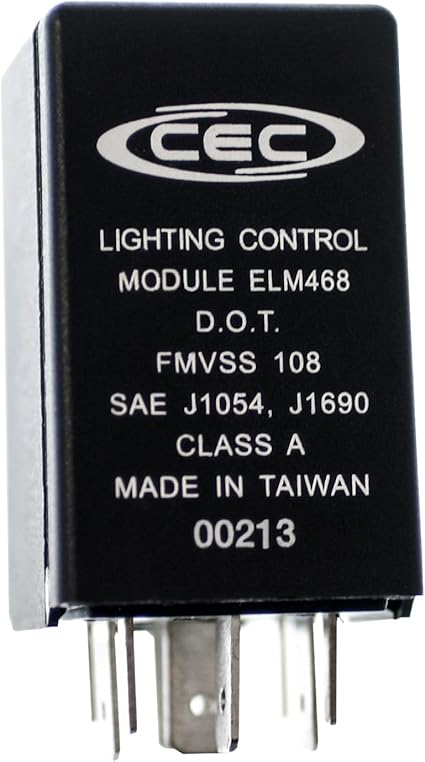 CEC
LIGHTING CONTROL
MODULE ELM468
D.O.T.
FMVSS 108
SAE J1054, J1690
CLASS A
MADE IN TAIWAN
00213